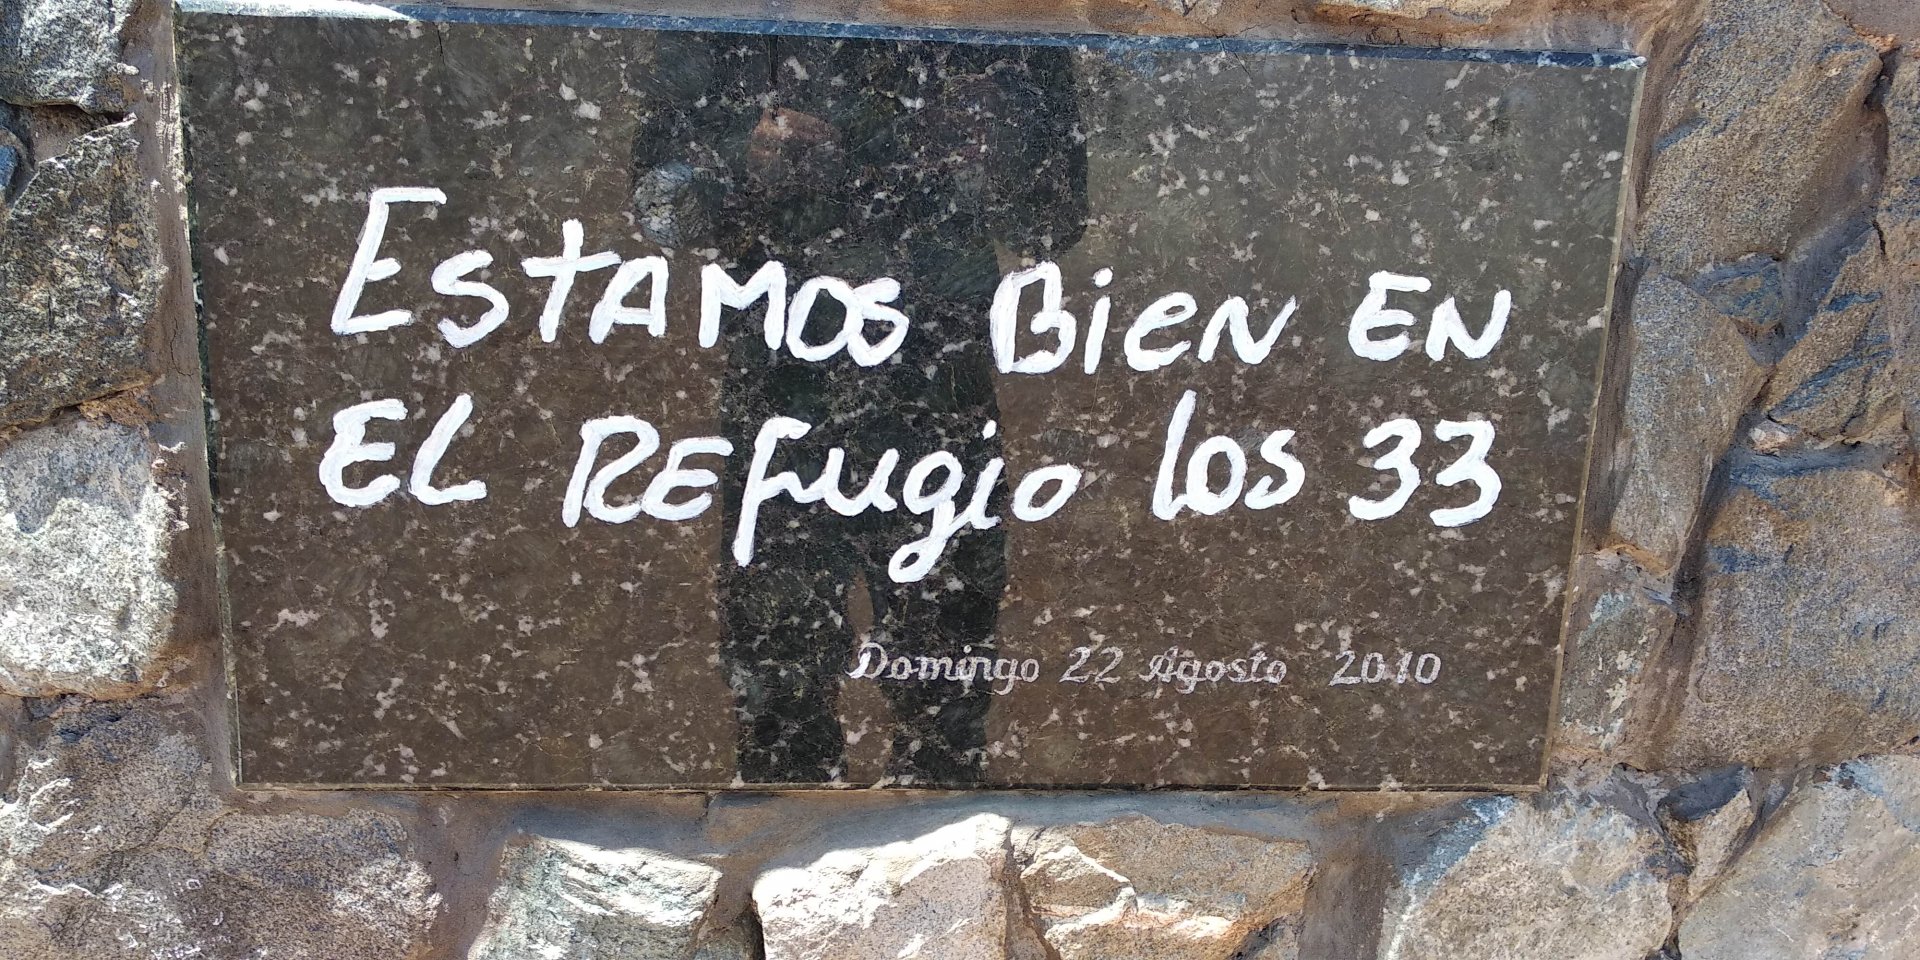 EsTAMOS BieN EN
EL REfugio Los 33
Domingo 22 Agosto 2010